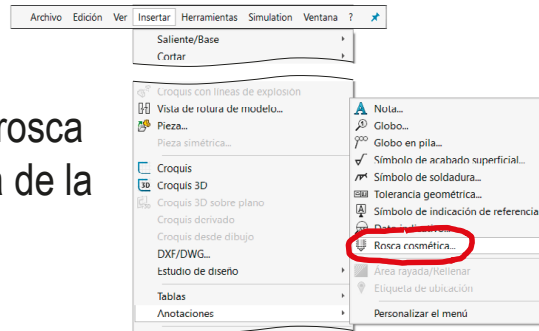 Archivo Edición Ver Insertar Herramientas Simulation Ventana ?
Saliente/Base
Cortar
Croquis con líneas de explosión
Vista de rotura de modelo...
Pieza...
Pieza simétrica...
Croquis
3D Croquis 3D
Croquis 3D sobre plano
Croquis derivado
Croquis desde dibujo
DXF/DWG...
Estudio de diseño
Tablas
Anotaciones
rosca
de la
A Nota...
Globo...
Globo en pila...
Símbolo de acabado superficial...
Símbolo de soldadura...
Tolerancia geométrica...
Símbolo de indicación de referencia
Rosca cosmética...
Área rayada/Rellenar
Etiqueta de ubicación
Personalizar el menú